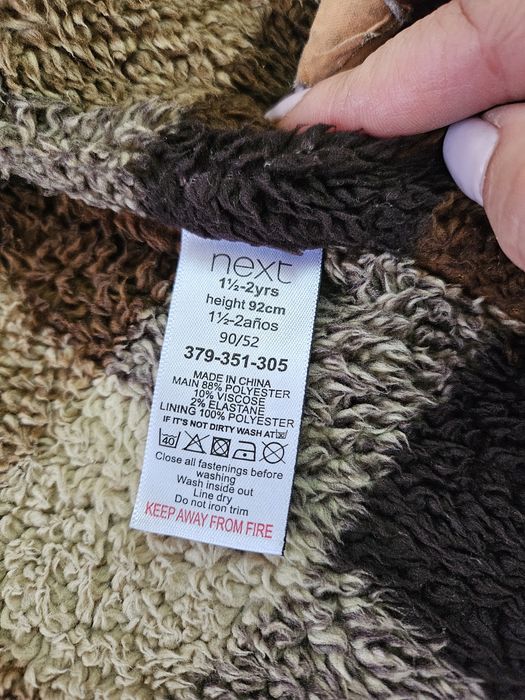 next
1½-2yrs
height 92cm
1½-2años
90/52
379-351-305
MADE IN CHINA
MAIN 88% POLYESTER
10% VISCOSE
2% ELASTANE
LINING 100% POLYESTER
IF IT'S NOT DIRTY WASH AT
40
Close all fastenings before
washing
Wash inside out
Line dry
Do not iron trim
KEEP AWAY FROM FIRE